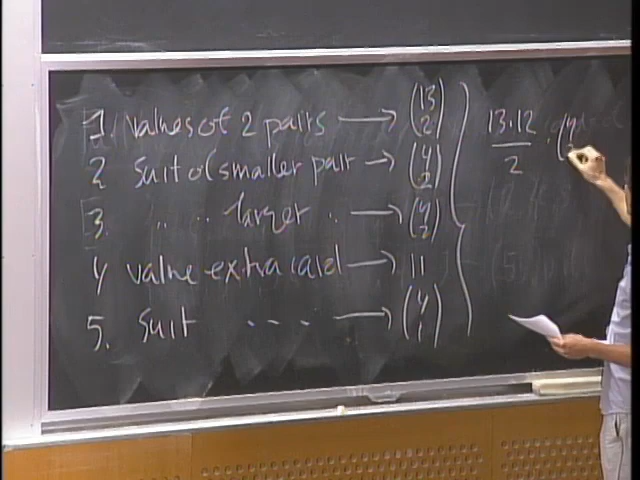 1. values of 2 pairs → (13 2)
2 Suit of smaller pair → (4 2)
3. " " larger " → (4 2)
4 value extra card → 11
5. Suit ... → (4 1)
13·12 / 2 · (4